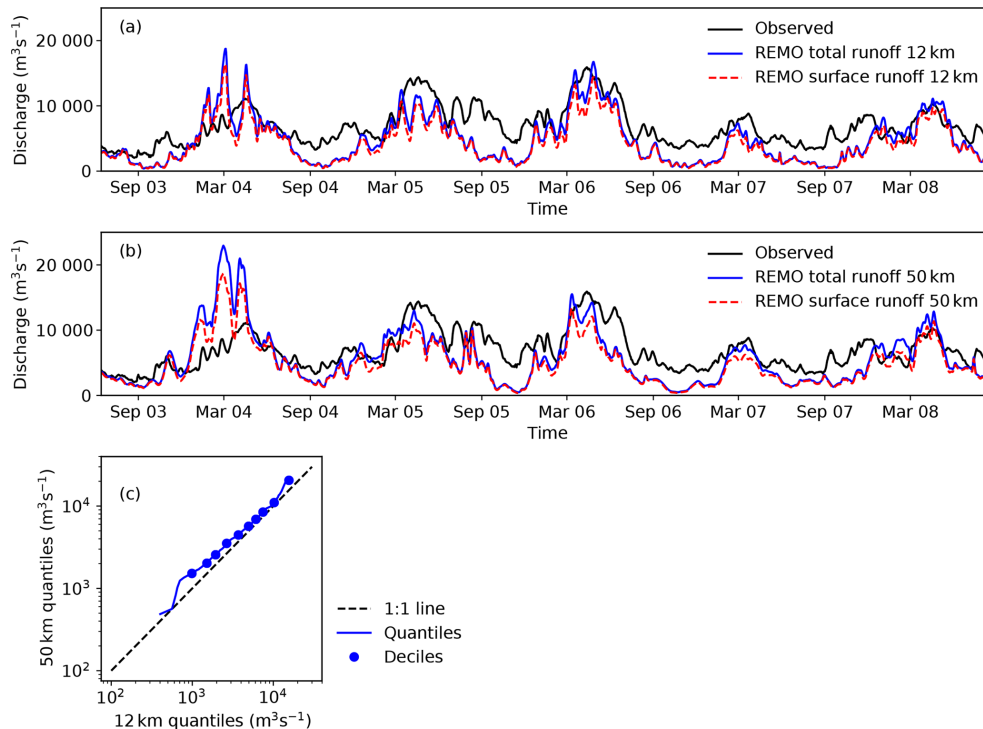 (a)
Observed
REMO total runoff 12 km
REMO surface runoff 12 km
Discharge (m³s⁻¹)
20 000
10 000
0
Sep 03 Mar 04 Sep 04 Mar 05 Sep 05 Mar 06 Sep 06 Mar 07 Sep 07 Mar 08
Time
(b)
Observed
REMO total runoff 50 km
REMO surface runoff 50 km
Discharge (m³s⁻¹)
20 000
10 000
0
Sep 03 Mar 04 Sep 04 Mar 05 Sep 05 Mar 06 Sep 06 Mar 07 Sep 07 Mar 08
Time
(c)
50 km quantiles (m³s⁻¹)
10⁴
10³
10²
10² 10³ 10⁴
12 km quantiles (m³s⁻¹)
1:1 line
Quantiles
Deciles